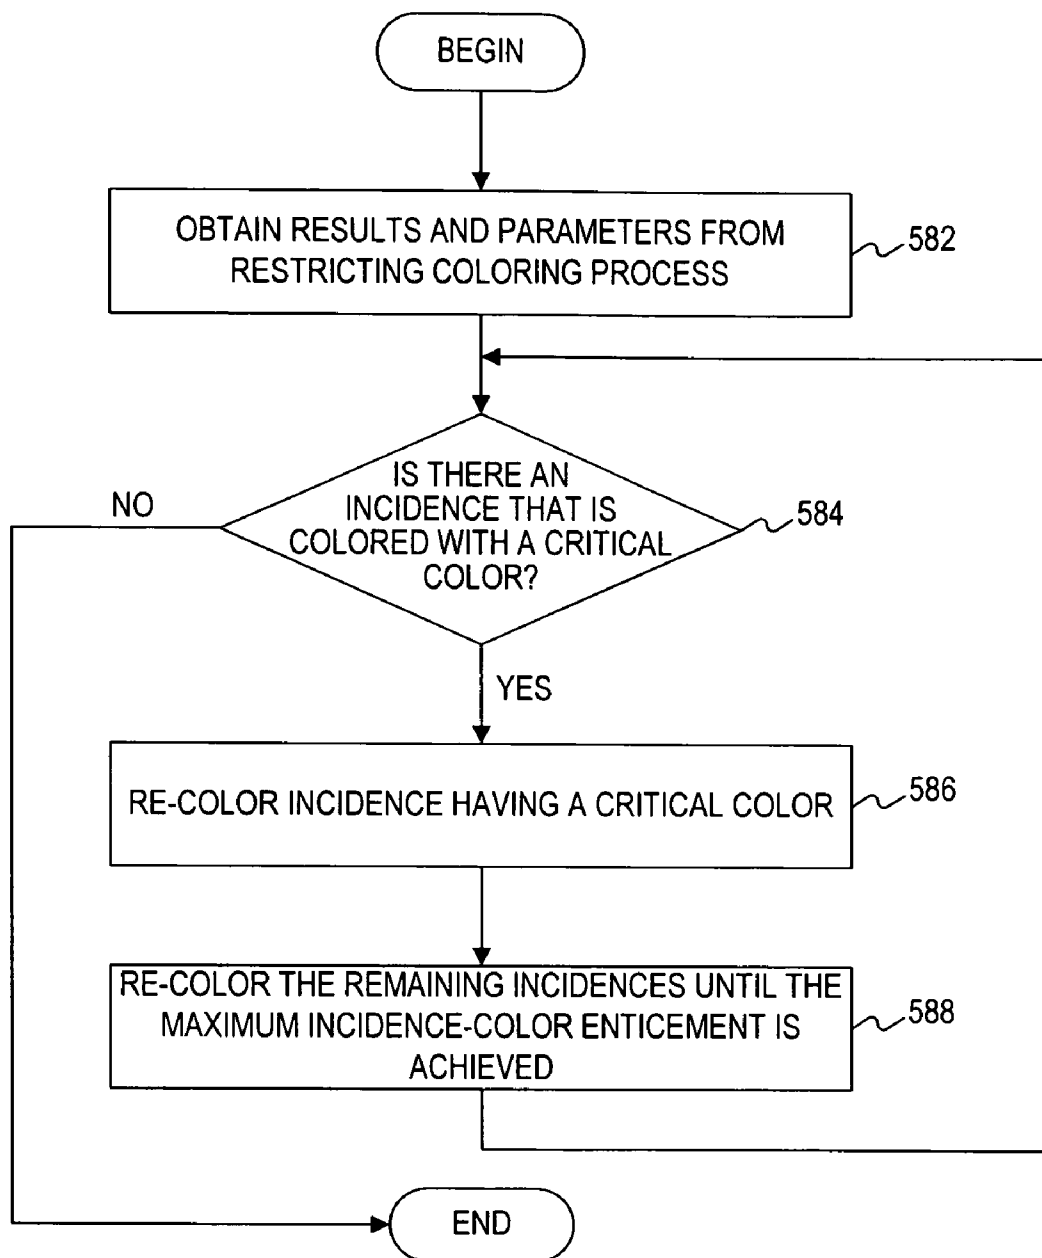 BEGIN
OBTAIN RESULTS AND PARAMETERS FROM
RESTRICTING COLORING PROCESS
582
IS THERE AN
INCIDENCE THAT IS
COLORED WITH A CRITICAL
COLOR?
584
NO
YES
RE-COLOR INCIDENCE HAVING A CRITICAL COLOR
586
RE-COLOR THE REMAINING INCIDENCES UNTIL THE
MAXIMUM INCIDENCE-COLOR ENTICEMENT IS
ACHIEVED
588
END